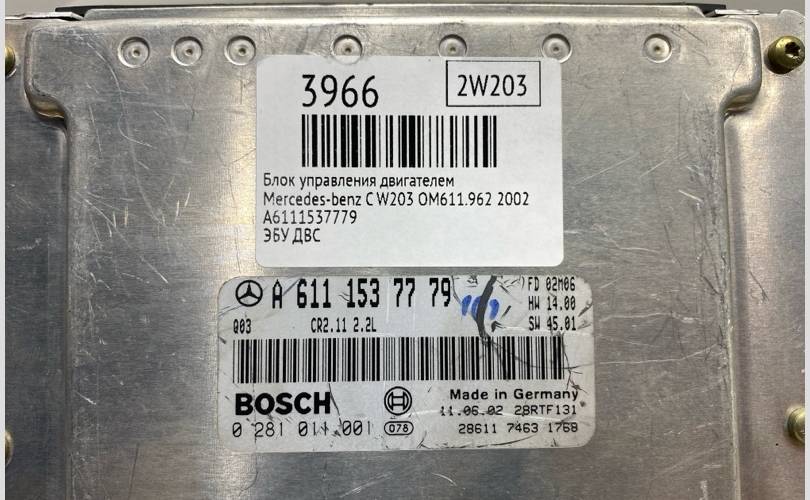 3966
2W203
Блок управления двигателем
Mercedes-benz C W203 OM611.962 2002
A6111537779
ЭБУ ДВС
A 611 153 77 79
FD 02M06
HW 14.00
Q03 CR2.11 2.2L SW 45.01
BOSCH
Made in Germany
11.06.02 28RTF131
0 281 011 001 078 28611 7463 1768